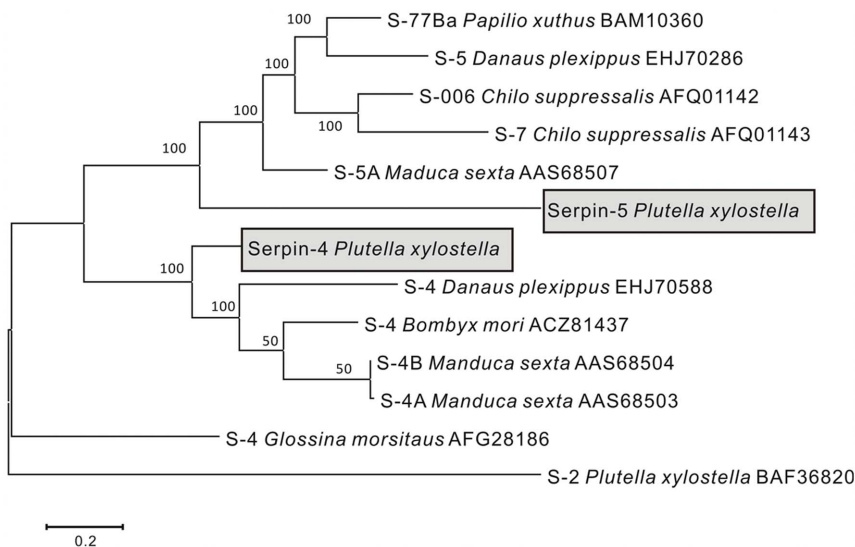 100
S-77Ba Papilio xuthus BAM10360
100
S-5 Danaus plexippus EHJ70286
100
S-006 Chilo suppressalis AFQ01142
100
S-7 Chilo suppressalis AFQ01143
100
S-5A Maduca sexta AAS68507
Serpin-5 Plutella xylostella
Serpin-4 Plutella xylostella
100
S-4 Danaus plexippus EHJ70588
100
S-4 Bombyx mori ACZ81437
50
S-4B Manduca sexta AAS68504
50
S-4A Manduca sexta AAS68503
S-4 Glossina morsitaus AFG28186
S-2 Plutella xylostella BAF36820
0.2